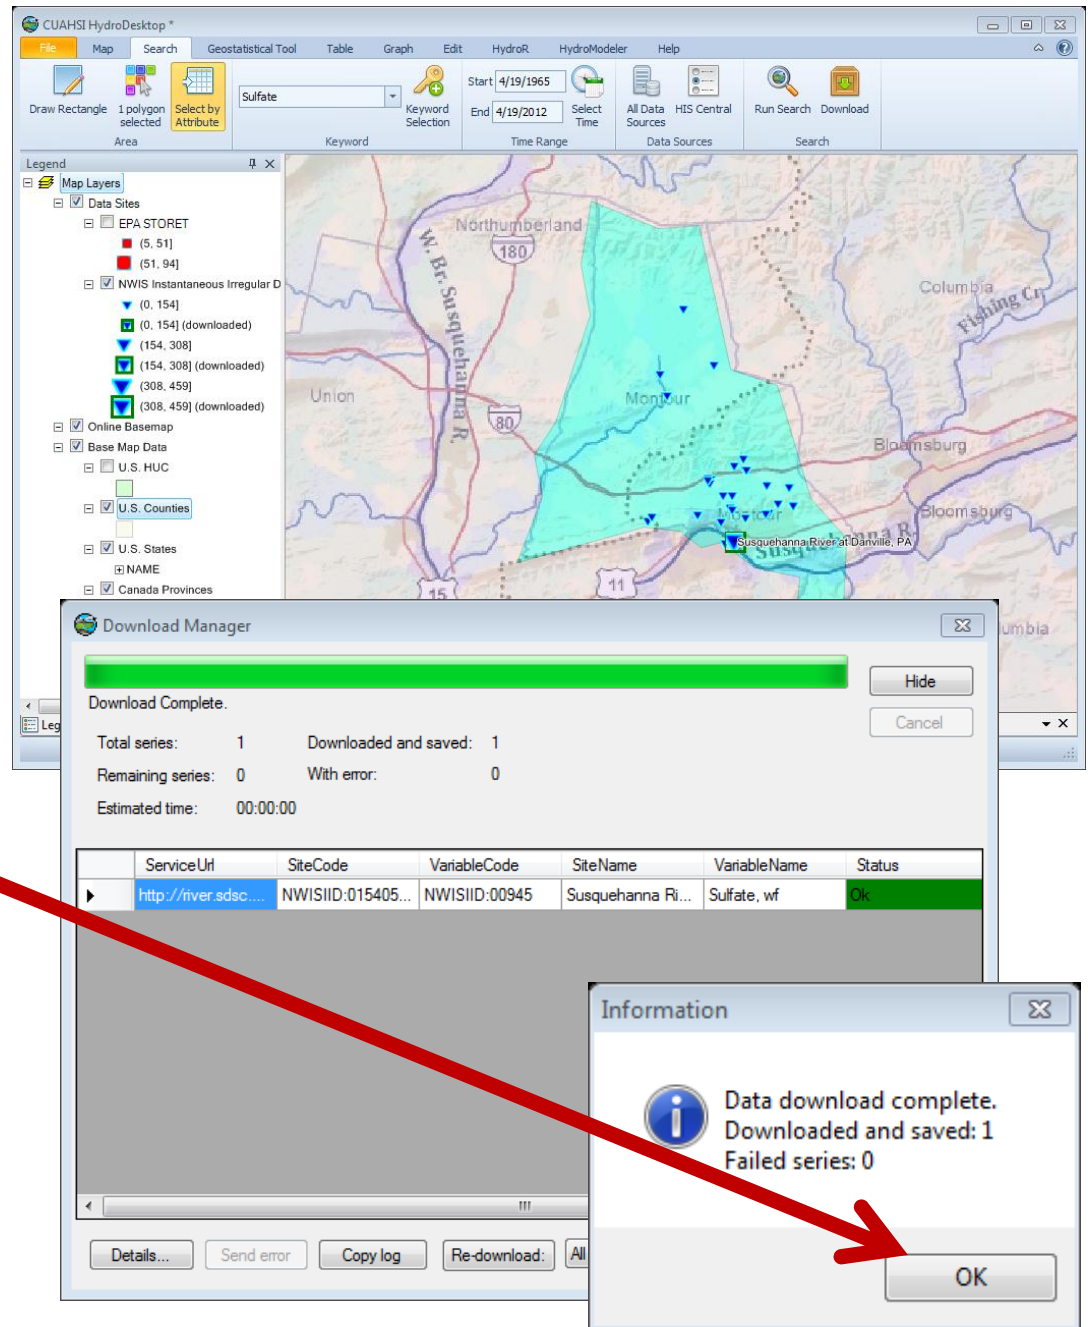 CUAHSI HydroDesktop *
File Map Search Geostatistical Tool Table Graph Edit HydroR HydroModeler Help
Draw Rectangle
1 polygon selected
Select by Attribute
Area
Sulfate
Keyword Selection
Keyword
Start 4/19/1965
End 4/19/2012
Select Time
Time Range
All Data Sources
HIS Central
Data Sources
Run Search
Download
Search
Legend
Map Layers
Data Sites
EPA STORET
(5, 51]
(51, 94]
NWIS Instantaneous Irregular D
(0, 154]
(0, 154] (downloaded)
(154, 308]
(154, 308] (downloaded)
(308, 459]
(308, 459] (downloaded)
Online Basemap
Base Map Data
U.S. HUC
U.S. Counties
U.S. States
NAME
Canada Provinces
Leg
Northumberland
180
W. Br. Susquehanna R.
Columbia
Fishing Cr
Union
Montour
80
Bloomsburg
Montour
Bloomsburg
Susquehanna R
Susquehanna River at Danville, PA
11
15
umbia
Download Manager
Download Complete.
Hide
Cancel
Total series: 1 Downloaded and saved: 1
Remaining series: 0 With error: 0
Estimated time: 00:00:00
ServiceUrl SiteCode VariableCode SiteName VariableName Status
http://river.sdsc.... NWISIID:015405... NWISIID:00945 Susquehanna Ri... Sulfate, wf Ok
Details... Send error Copy log Re-download: All
Information
Data download complete.
Downloaded and saved: 1
Failed series: 0
OK